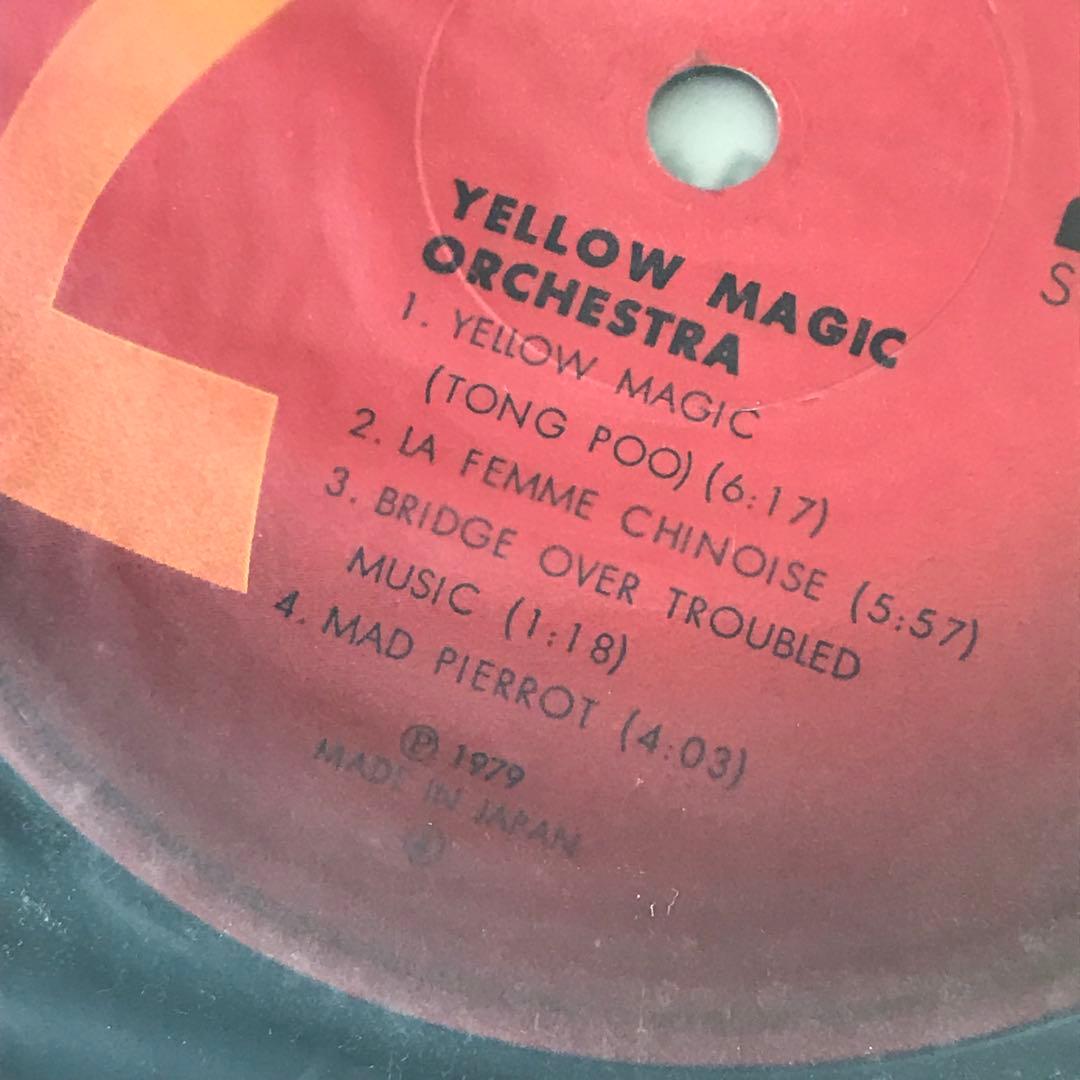 YELLOW MAGIC
ORCHESTRA
1. YELLOW MAGIC
(TONG POO) (6:17)
2. LA FEMME CHINOISE (5:57)
3. BRIDGE OVER TROUBLED
MUSIC (1:18)
4. MAD PIERROT (4:03)
℗ 1979
MADE IN JAPAN
S